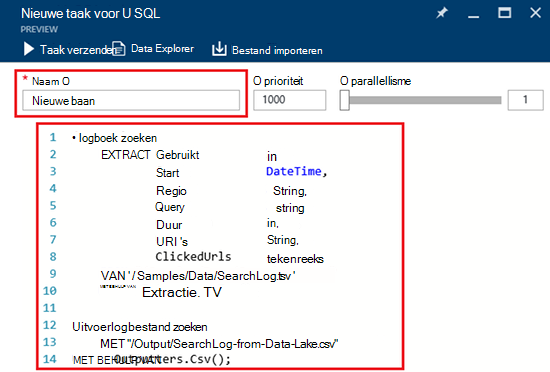 Nieuwe taak voor U SQL
PREVIEW
Taak verzenden Data Explorer Bestand importeren
* Naam O O prioriteit O parallellisme
Nieuwe baan 1000 1
1 • logboek zoeken
2 EXTRACT Gebruikt in
3 Start DateTime,
4 Regio String,
5 Query string
6 Duur in,
7 URI 's String,
8 ClickedUrls tekenreeks
9 VAN '/ Samples/Data/SearchLog.tsv'
MET BEHULP VAN
10 Extractie. TV
11
12 Uitvoerlogbestand zoeken
13 MET "/Output/SearchLog-from-Data-Lake.csv"
14 MET BEHULP VAN Outputters.Csv();